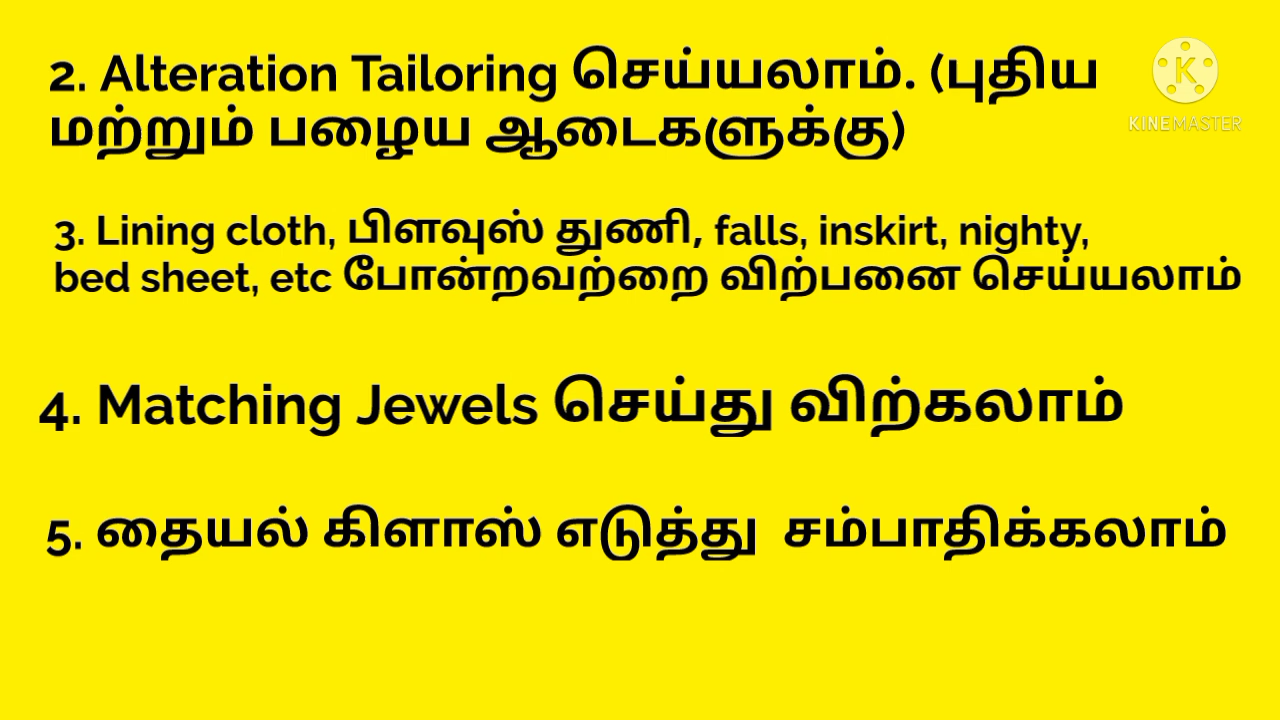 2. Alteration Tailoring செய்யலாம். (புதிய
மற்றும் பழைய ஆடைகளுக்கு)
K
KINEMASTER
3. Lining cloth, பிளவுஸ் துணி, falls, inskirt, nighty,
bed sheet, etc போன்றவற்றை விற்பனை செய்யலாம்
4. Matching Jewels செய்து விற்கலாம்
5. தையல் கிளாஸ் எடுத்து  சம்பாதிக்கலாம்